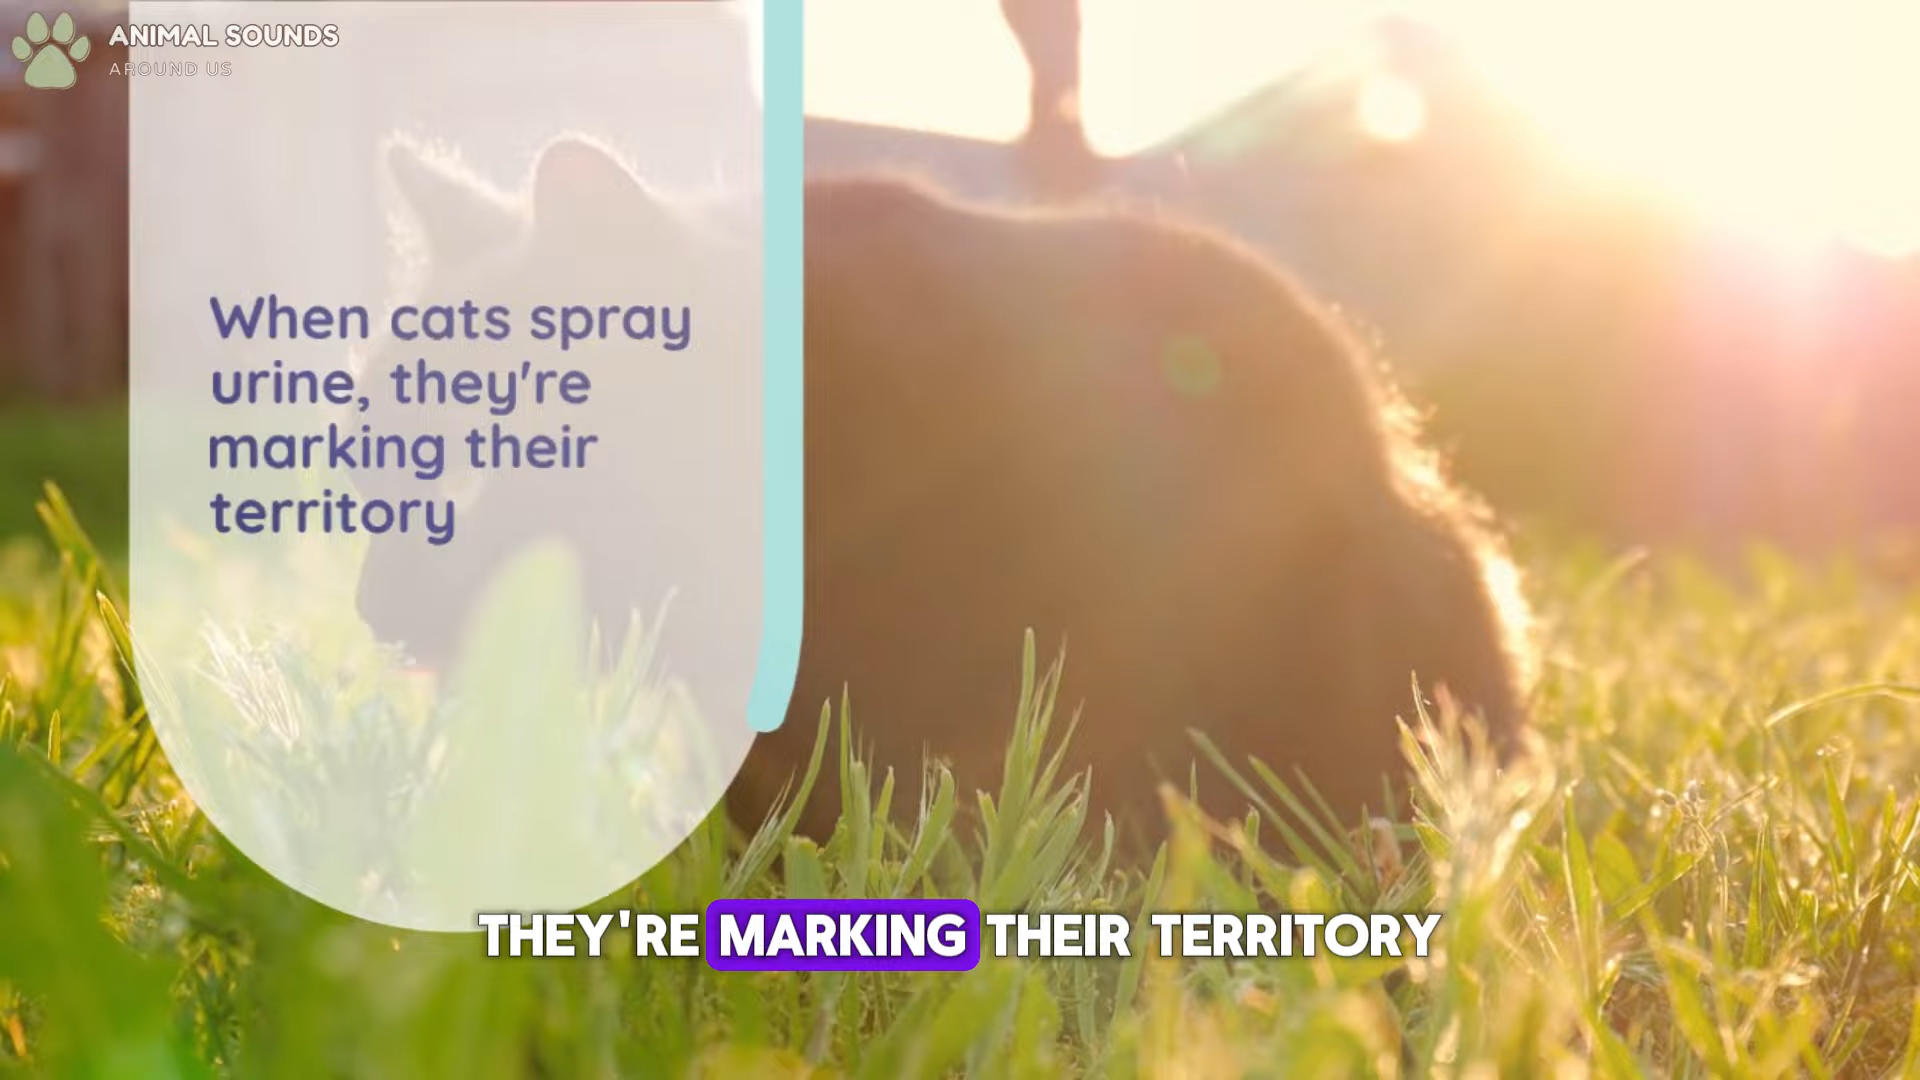 ANIMAL SOUNDS
AROUND US
When cats spray
urine, they're
marking their
territory
THEY'RE MARKING THEIR TERRITORY